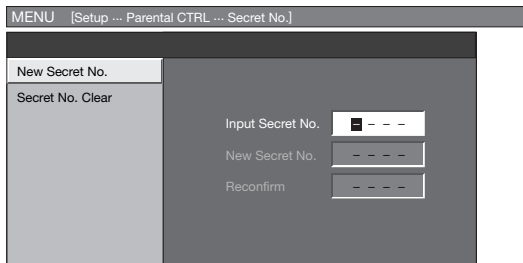 MENU [Setup ··· Parental CTRL ··· Secret No.]
New Secret No.
Secret No. Clear
Input Secret No. – – – –
New Secret No. – – – –
Reconfirm – – – –